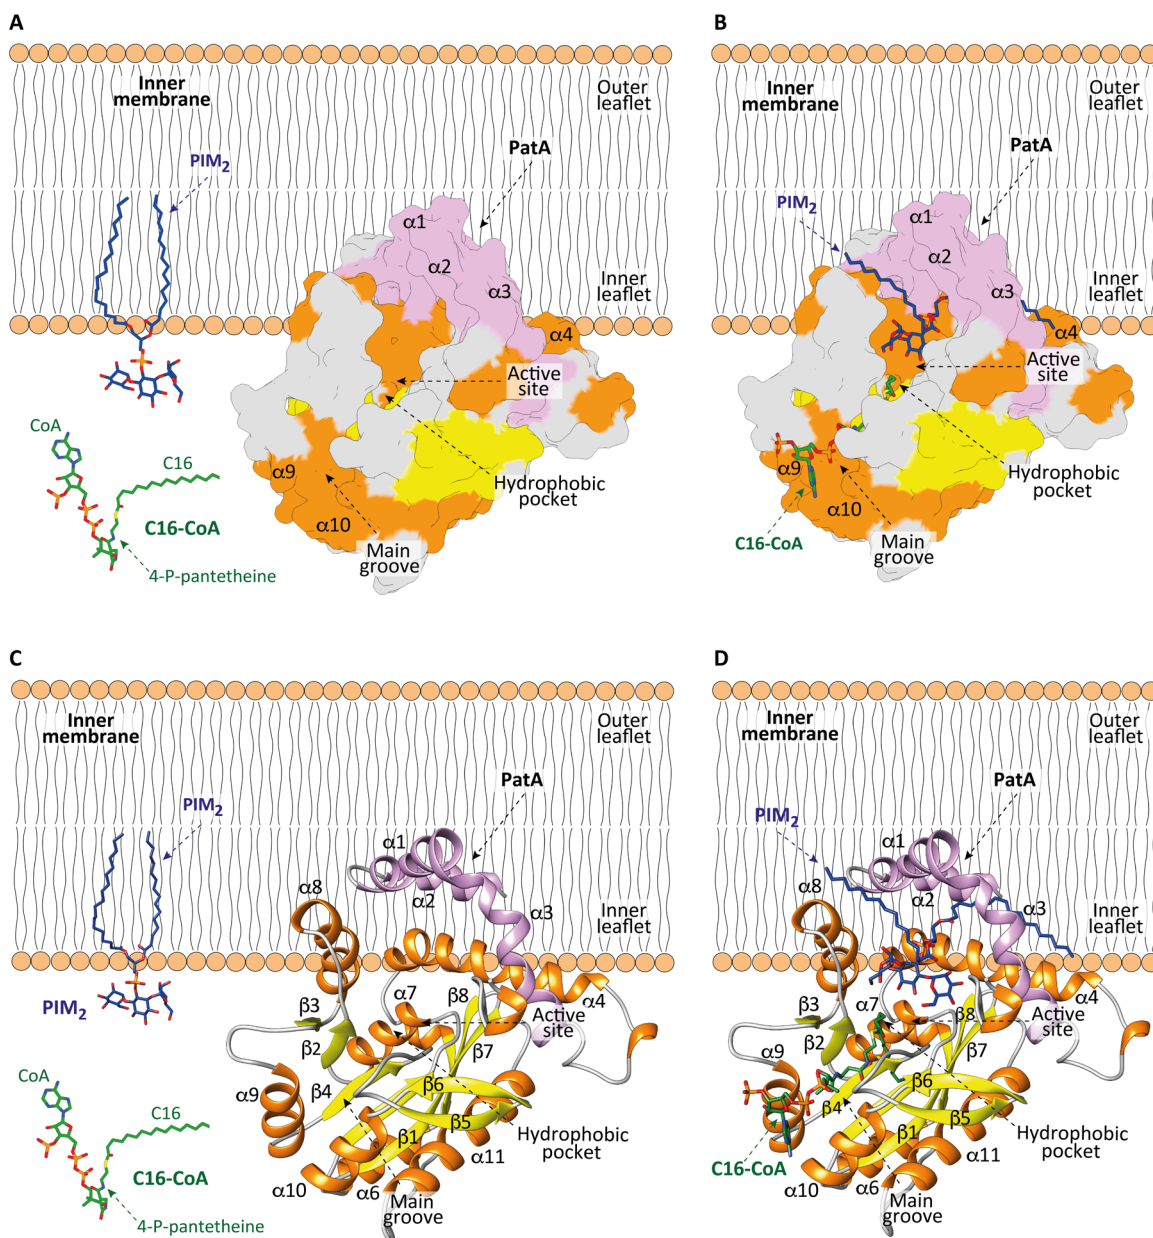 A
Inner
membrane
Outer
leaflet
PIM2
PatA
α1
α2
α3
Inner
leaflet
α4
Active
site
CoA
C16
α9
Hydrophobic
pocket
C16-CoA
α10
Main
groove
4-P-pantetheine
B
Inner
membrane
Outer
leaflet
PatA
PIM2
α1
α2
α3
Inner
leaflet
α4
Active
site
α9
Hydrophobic
pocket
α10
C16-CoA
Main
groove
C
Inner
membrane
Outer
leaflet
PatA
PIM2
α1
α8
α2
α3
Inner
leaflet
PIM2
α7
β8
α4
β3
Active
site
β2
β7
CoA
C16
α9
β4
β6
β5
β1
Hydrophobic
pocket
C16-CoA
α11
α10
α6
Main
groove
4-P-pantetheine
D
Inner
membrane
Outer
leaflet
PatA
PIM2
α1
α8
α2
α3
Inner
leaflet
α7
α4
β3
β8
Active
site
β2
β7
α9
β6
β4
β5
β1
Hydrophobic
pocket
C16-CoA
α11
α10
α6
Main
groove